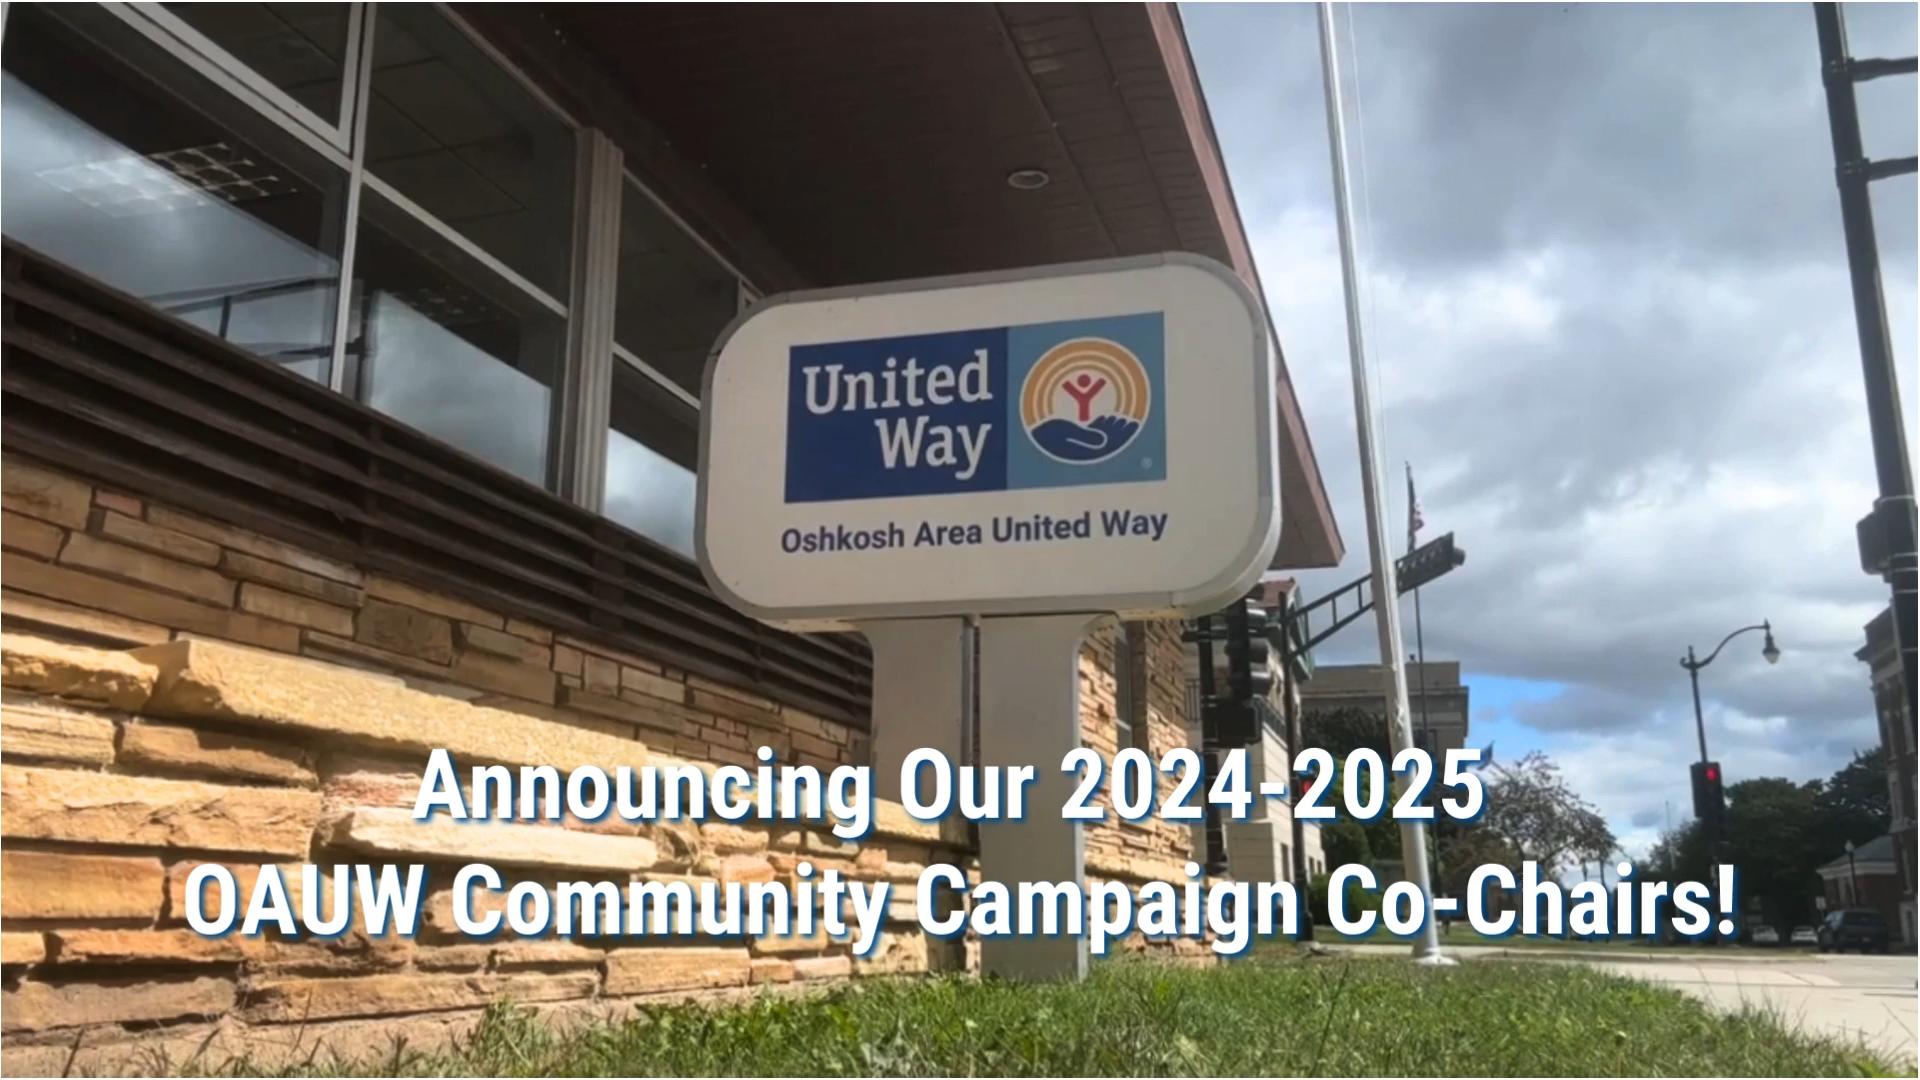 United
Way
Oshkosh Area United Way
Announcing Our 2024-2025
OAUW Community Campaign Co-Chairs!